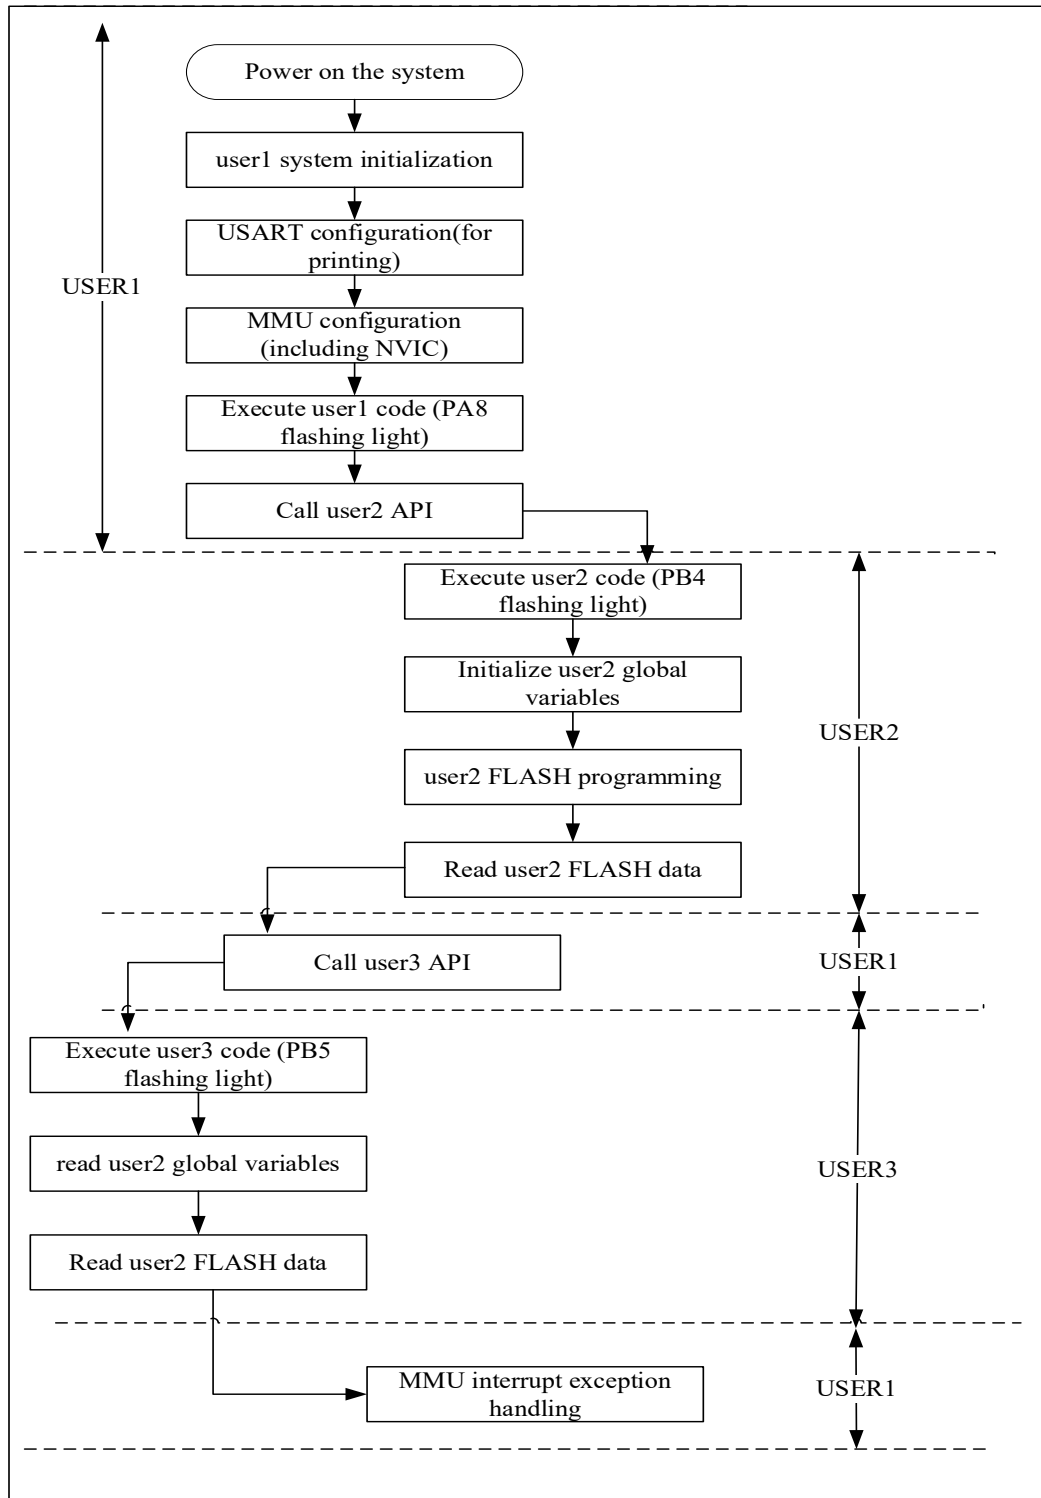 Power on the system
user1 system initialization
USART configuration(for
printing)
USER1
MMU configuration
(including NVIC)
Execute user1 code (PA8
flashing light)
Call user2 API
Execute user2 code (PB4
flashing light)
Initialize user2 global
variables
USER2
user2 FLASH programming
Read user2 FLASH data
Call user3 API
USER1
Execute user3 code (PB5
flashing light)
read user2 global variables
USER3
Read user2 FLASH data
MMU interrupt exception
handling
USER1